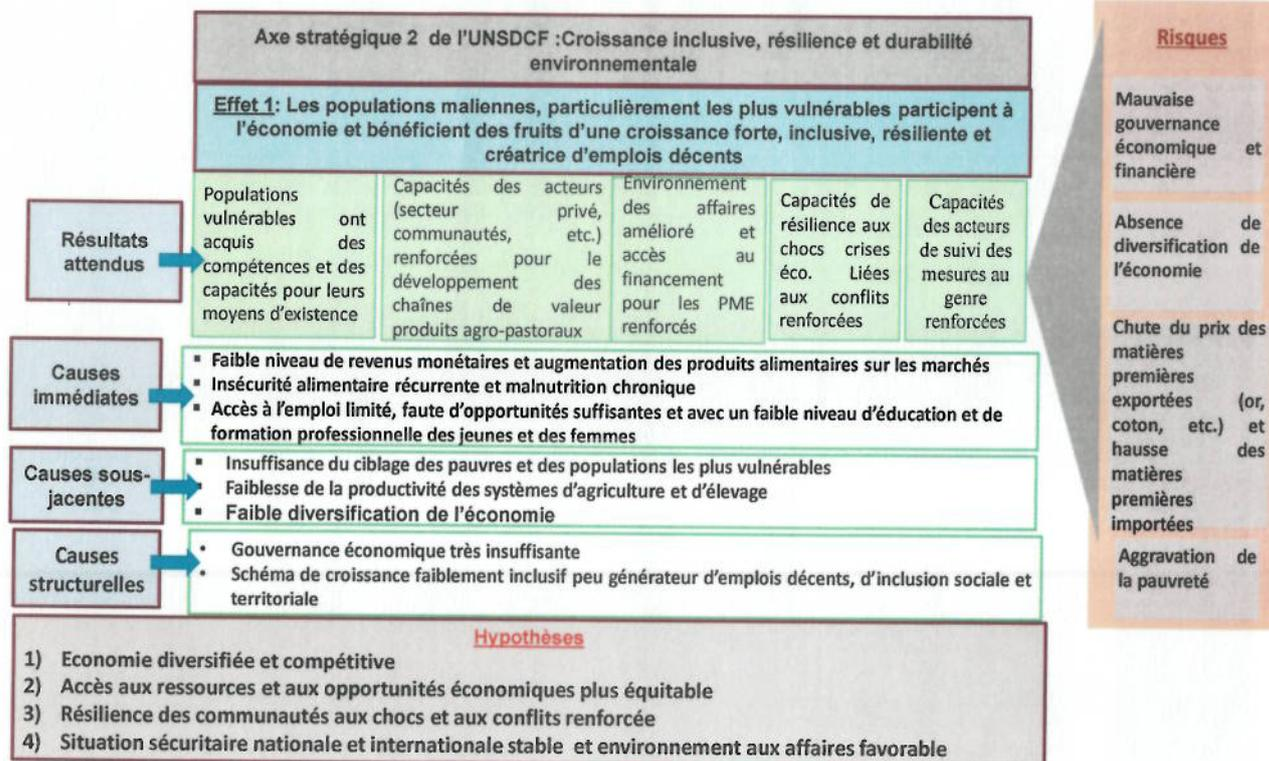 Axe stratégique 2 de l'UNSDCF :Croissance inclusive, résilience et durabilité
environnementale
Effet 1: Les populations maliennes, particulièrement les plus vulnérables participent à
l'économie et bénéficient des fruits d'une croissance forte, inclusive, résiliente et
créatrice d'emplois décents
Résultats
attendus
Populations
vulnérables ont
acquis des
compétences et des
capacités pour leurs
moyens d'existence
Capacités des acteurs
(secteur privé,
communautés, etc.)
renforcées pour le
développement des
chaînes de valeur
produits agro-pastoraux
Environnement
des affaires
amélioré et
accès au
financement
pour les PME
renforcés
Capacités de
résilience aux
chocs crises
éco. Liées
aux conflits
renforcées
Capacités
des acteurs
de suivi des
mesures au
genre
renforcées
Causes
immédiates
▪ Faible niveau de revenus monétaires et augmentation des produits alimentaires sur les marchés
▪ Insécurité alimentaire récurrente et malnutrition chronique
▪ Accès à l'emploi limité, faute d'opportunités suffisantes et avec un faible niveau d'éducation et de
formation professionnelle des jeunes et des femmes
Causes sous-
jacentes
▪ Insuffisance du ciblage des pauvres et des populations les plus vulnérables
▪ Faiblesse de la productivité des systèmes d'agriculture et d'élevage
▪ Faible diversification de l'économie
Causes
structurelles
• Gouvernance économique très insuffisante
• Schéma de croissance faiblement inclusif peu générateur d'emplois décents, d'inclusion sociale et
territoriale
Hypothèses
1) Economie diversifiée et compétitive
2) Accès aux ressources et aux opportunités économiques plus équitable
3) Résilience des communautés aux chocs et aux conflits renforcée
4) Situation sécuritaire nationale et internationale stable et environnement aux affaires favorable
Risques
Mauvaise
gouvernance
économique et
financière
Absence de
diversification de
l'économie
Chute du prix des
matières
premières
exportées (or,
coton, etc.) et
hausse des
matières
premières
importées
Aggravation de
la pauvreté